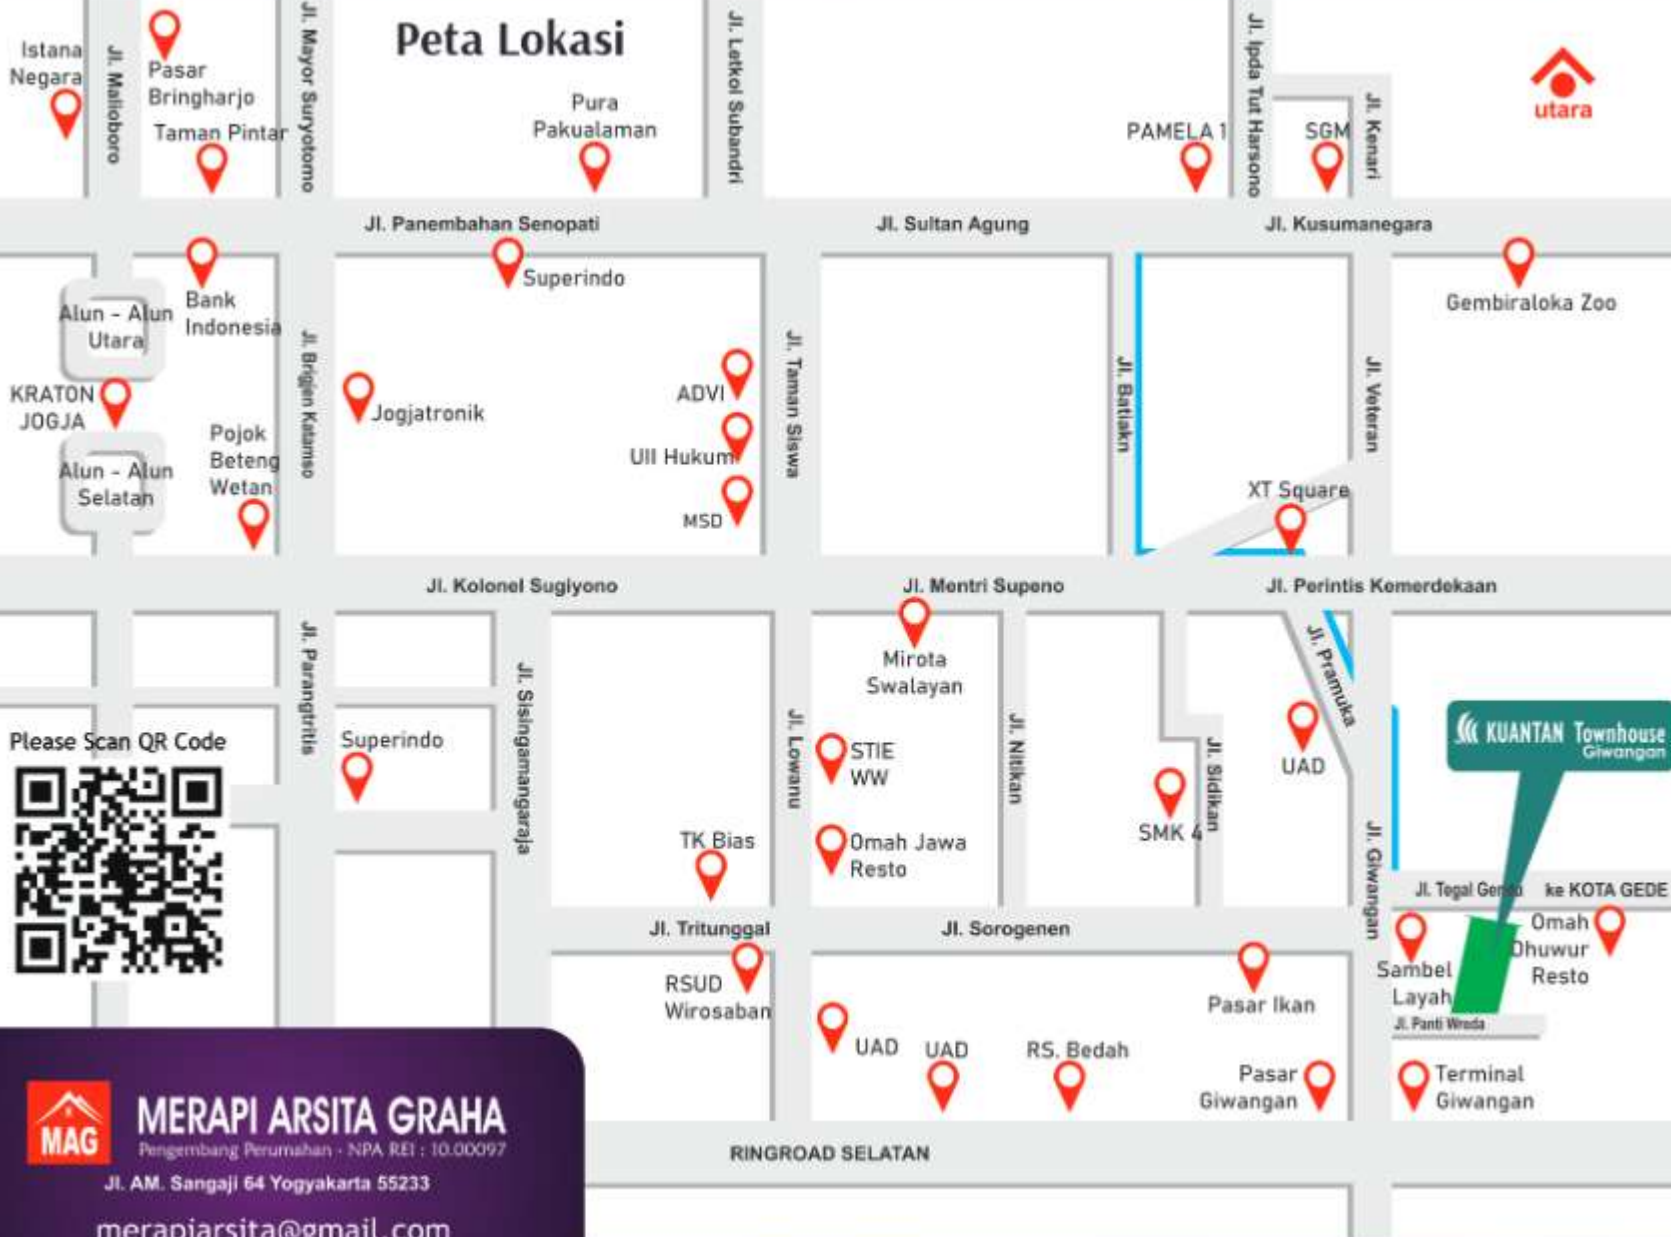 Peta Lokasi
utara
Istana
Negara
Jl. Malioboro
Pasar
Bringharjo
Taman Pintar
Jl. Mayor Suryotomo
Pura
Pakualaman
Jl. Letkol Subandri
PAMELA 1
Jl. Ipda Tut Harsono
SGM
Jl. Kenari
Jl. Panembahan Senopati
Jl. Sultan Agung
Jl. Kusumanegara
Superindo
Gembiraloka Zoo
Bank
Indonesia
Alun - Alun
Utara
KRATON
JOGJA
Alun - Alun
Selatan
Pojok
Beteng
Wetan
Jl. Brigjen Katamso
Jogjatronik
ADVI
UII Hukum
MSD
Jl. Taman Siswa
Jl. Batiakn
Jl. Veteran
XT Square
Jl. Kolonel Sugiyono
Jl. Mentri Supeno
Jl. Perintis Kemerdekaan
Mirota
Swalayan
Jl. Parangtritis
Jl. Sisingamangaraja
Jl. Lowanu
Jl. Nitikan
Jl. Sidikan
Jl. Pramuka
Please Scan QR Code
Superindo
STIE
WW
UAD
KUANTAN Townhouse
Giwangan
SMK 4
TK Bias
Omah Jawa
Resto
Jl. Giwangan
Jl. Tegal
ke KOTA GEDE
Jl. Tritunggal
Jl. Sorogenen
Omah
Dhuwur
Resto
Sambel
Layah
RSUD
Wirosaban
Pasar Ikan
Jl. Panti Wreda
UAD
UAD
RS. Bedah
Pasar
Giwangan
Terminal
Giwangan
RINGROAD SELATAN
MAG
MERAPI ARSITA GRAHA
Pengembang Perumahan - NPA REI : 10.00097
Jl. AM. Sangaji 64 Yogyakarta 55233
merapiarsita@gmail.com